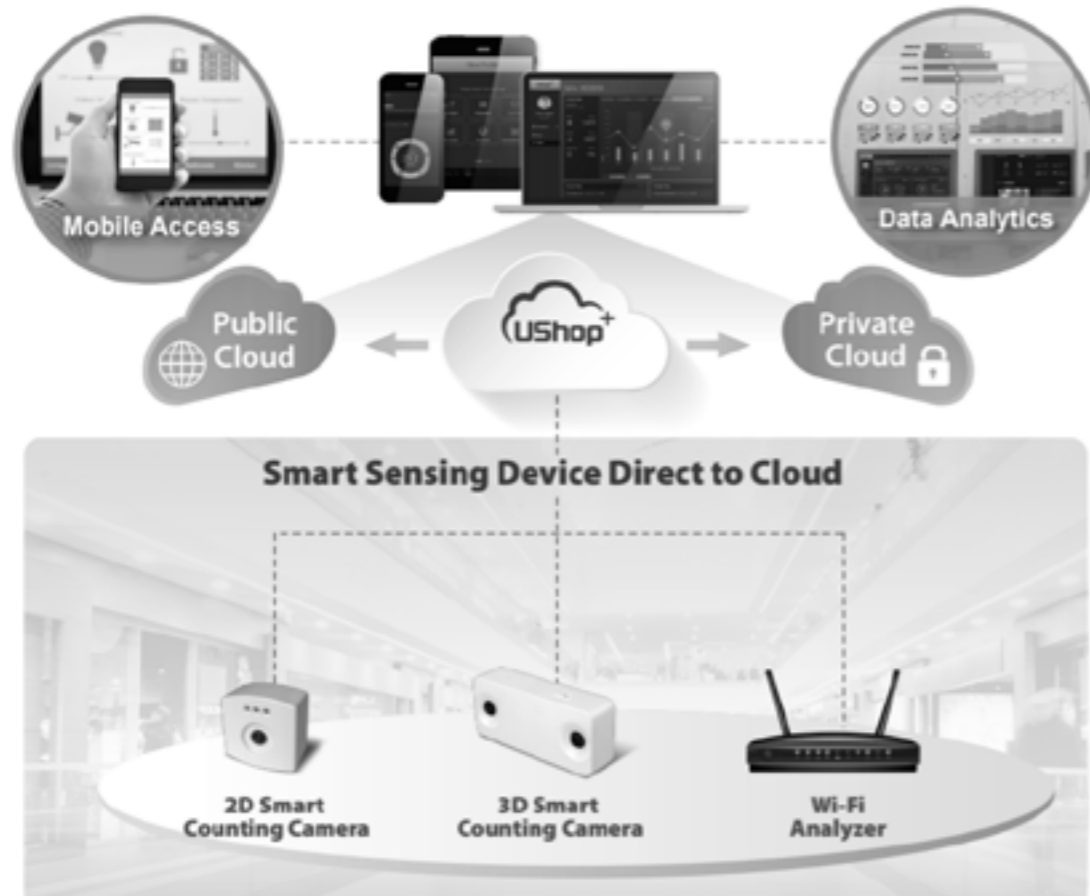 Mobile Access
Data Analytics
Public
Cloud
UShop+
Private
Cloud
Smart Sensing Device Direct to Cloud
2D Smart
Counting Camera
3D Smart
Counting Camera
Wi-Fi
Analyzer